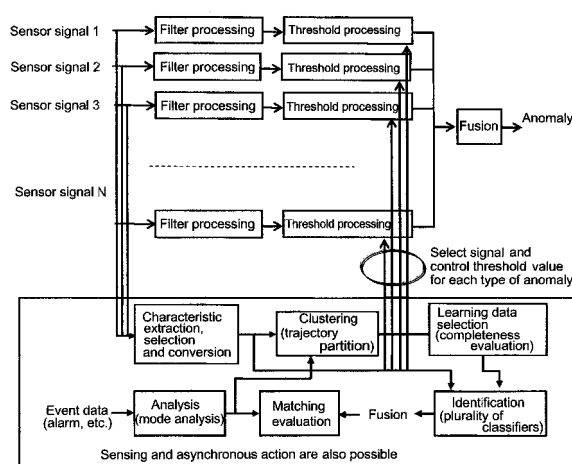 Sensor signal 1
Filter processing
Threshold processing
Sensor signal 2
Filter processing
Threshold processing
Sensor signal 3
Filter processing
Threshold processing
Fusion
Anomaly
Sensor signal N
Filter processing
Threshold processing
Select signal and
control threshold value
for each type of anomaly
Characteristic
extraction,
selection
and conversion
Clustering
(trajectory
partition)
Learning data
selection
(completeness
evaluation)
Event data
(alarm, etc.)
Analysis
(mode analysis)
Matching
evaluation
Fusion
Identification
(plurality of
classifiers)
Sensing and asynchronous action are also possible